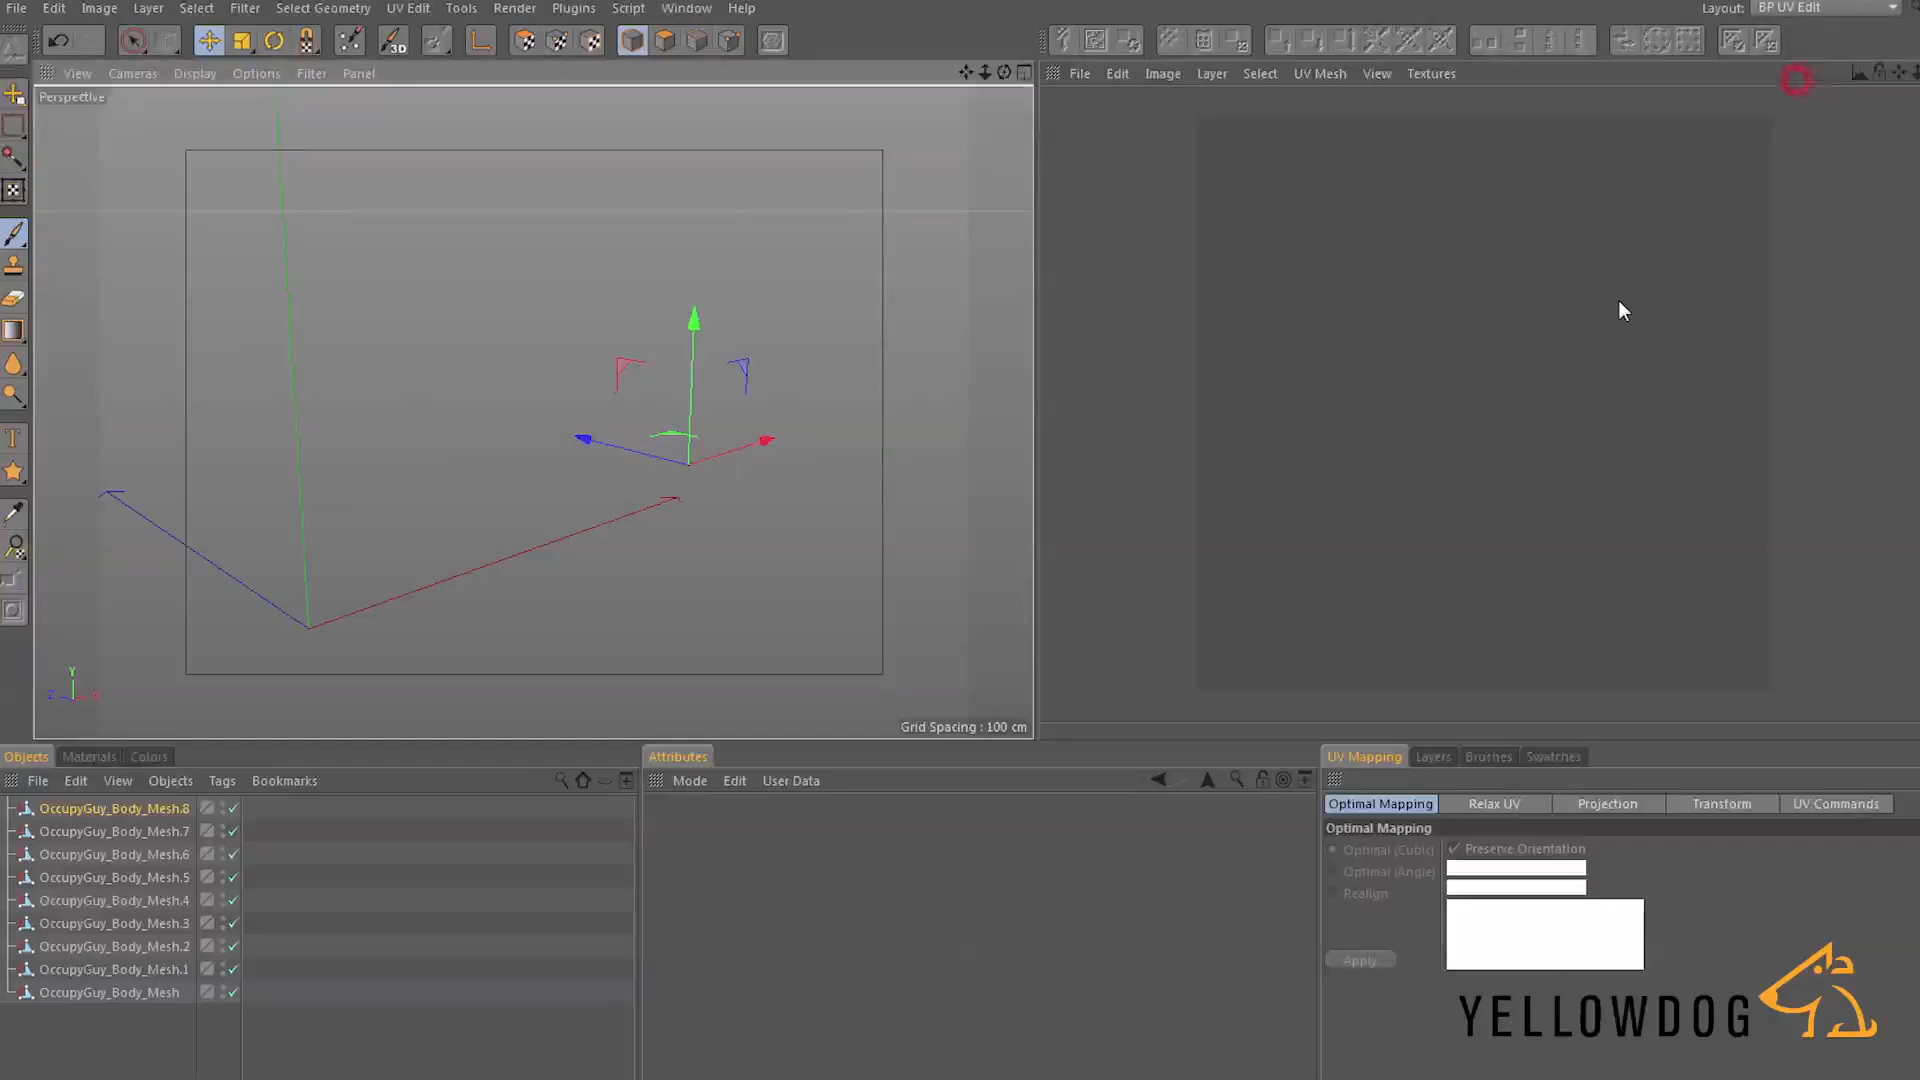 File Edit Image Layer Select Filter Select Geometry UV Edit Tools Render Plugins Script Window Help Layout: BP UV Edit
View Cameras Display Options Filter Panel
File Edit Image Layer Select UV Mesh View Textures
Perspective
Y
Z X
Grid Spacing : 100 cm
Objects Materials Colors
File Edit View Objects Tags Bookmarks
OccupyGuy_Body_Mesh.8
OccupyGuy_Body_Mesh.7
OccupyGuy_Body_Mesh.6
OccupyGuy_Body_Mesh.5
OccupyGuy_Body_Mesh.4
OccupyGuy_Body_Mesh.3
OccupyGuy_Body_Mesh.2
OccupyGuy_Body_Mesh.1
OccupyGuy_Body_Mesh
Attributes
Mode Edit User Data
UV Mapping Layers Brushes Swatches
Optimal Mapping Relax UV Projection Transform UV Commands
Optimal Mapping
Optimal (Cubic) Preserve Orientation
Optimal (Angle)
Realign
Apply
YELLOWDOG